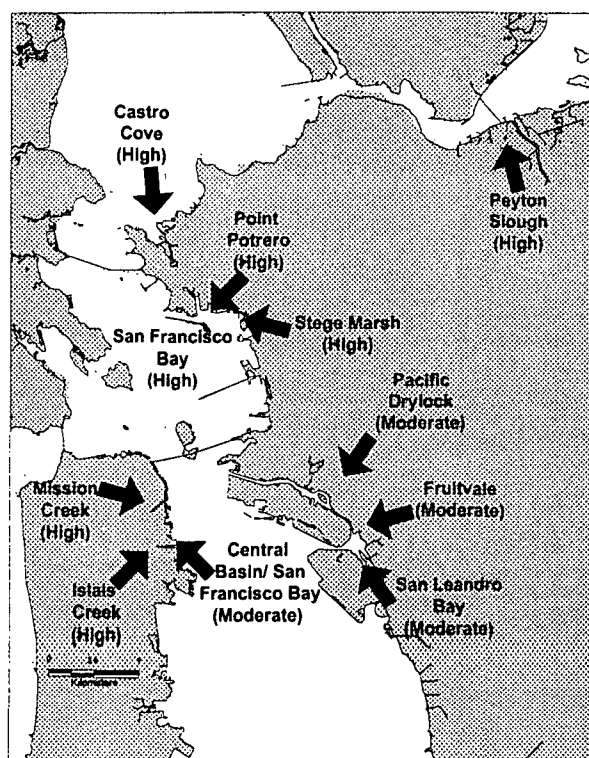 Castro
Cove
(High)
Peyton
Slough
(High)
Point
Potrero
(High)
Stege Marsh
(High)
San Francisco
Bay
(High)
Pacific
Drylock
(Moderate)
Mission
Creek
(High)
Fruitvale
(Moderate)
Central
Basin/ San
Francisco Bay
(Moderate)
Islais
Creek
(High)
San Leandro
Bay
(Moderate)
Kilometers